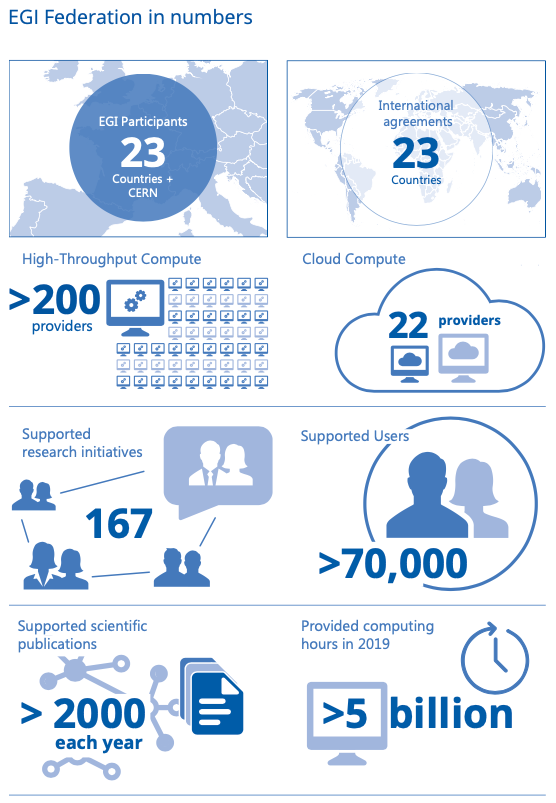 EGI Federation in numbers
EGI Participants
23
Countries +
CERN
International
agreements
23
Countries
High-Throughput Compute
>200
providers
Cloud Compute
22 providers
Supported
research initiatives
167
Supported Users
>70,000
Supported scientific
publications
> 2000
each year
Provided computing
hours in 2019
>5 billion